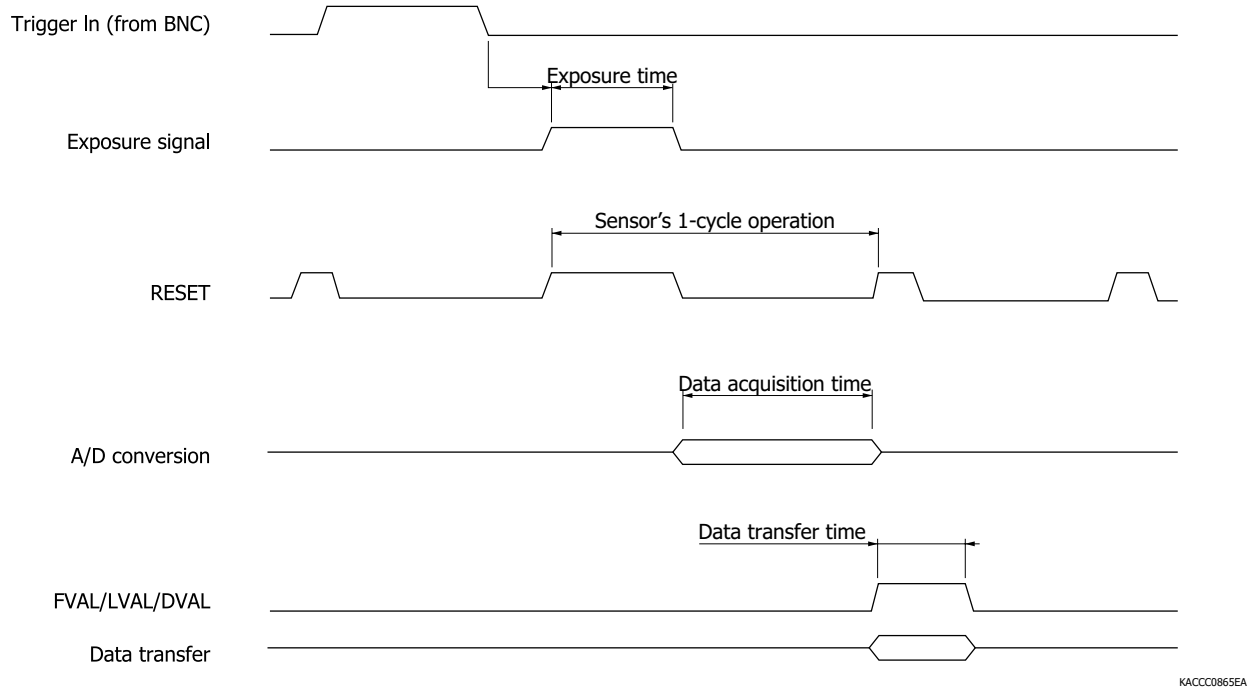 Trigger In (from BNC)
Exposure time
Exposure signal
Sensor’s 1-cycle operation
RESET
Data acquisition time
A/D conversion
Data transfer time
FVAL/LVAL/DVAL
Data transfer
KACCC0865EA